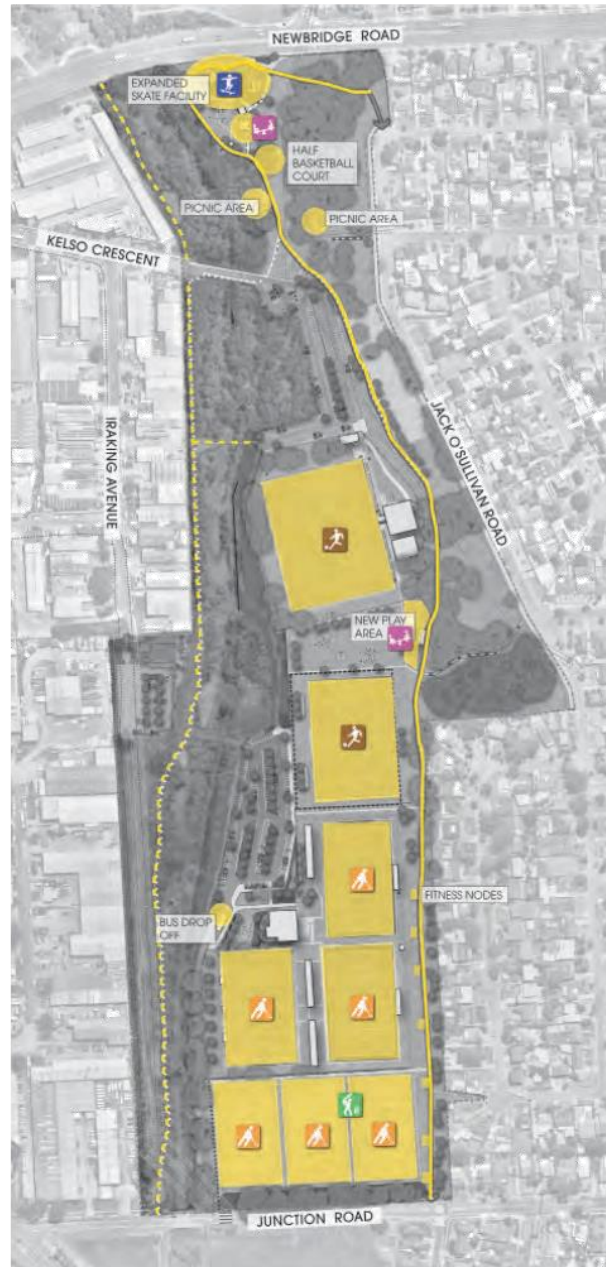 NEWBRIDGE ROAD
EXPANDED
SKATE FACILITY
HALF
BASKETBALL
COURT
PICNIC AREA
PICNIC AREA
KELSO CRESCENT
IRAKING AVENUE
JACK O'SULLIVAN ROAD
NEW PLAY
AREA
FITNESS NODES
BUS DROP
OFF
JUNCTION ROAD